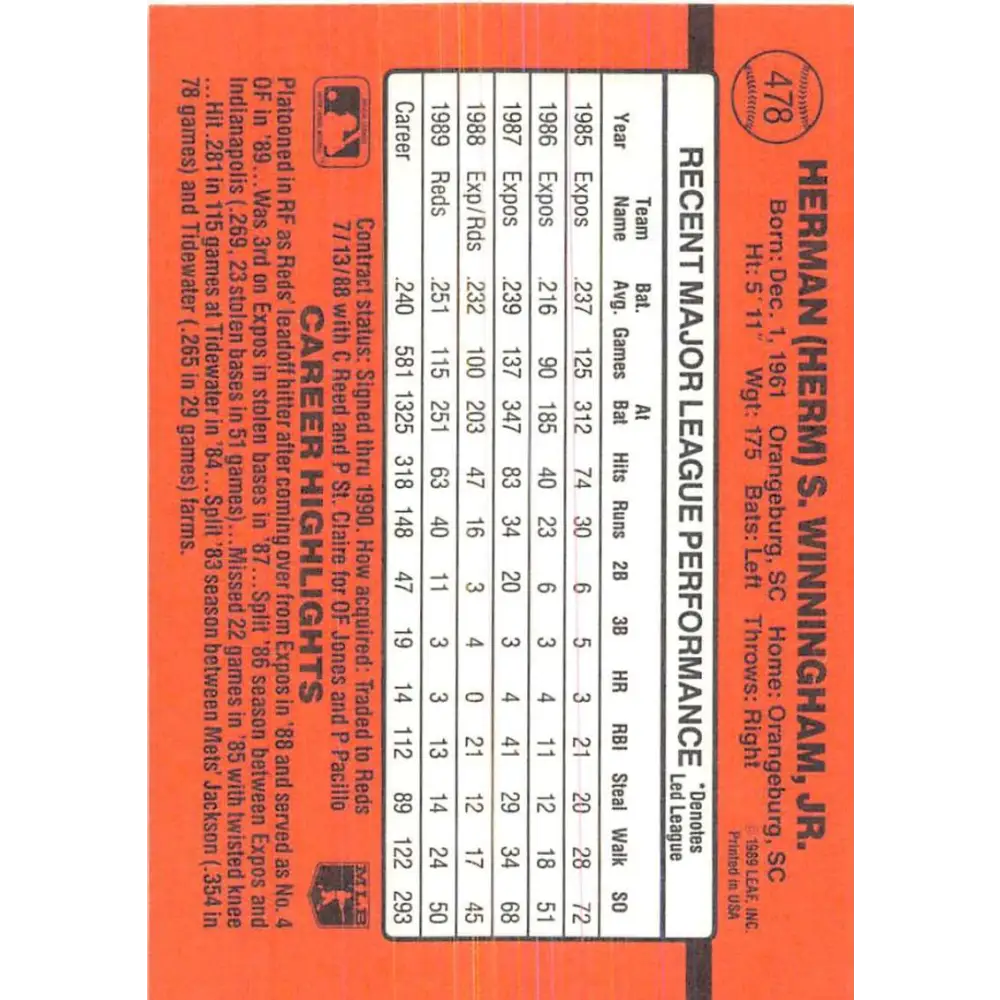 478
HERMAN (HERM) S. WINNINGHAM, JR.
Born: Dec. 1, 1961 Orangeburg, SC Home: Orangeburg, SC
Ht: 5'11" Wgt: 175 Bats: Left Throws: Right
© 1989 LEAF, INC.
Printed in USA
RECENT MAJOR LEAGUE PERFORMANCE *Denotes
Led League
Year Team Name Bat. Avg. Games At Bat Hits Runs 2B 3B HR RBI Steal Walk SO
1985 Expos .237 125 312 74 30 6 5 3 21 20 28 72
1986 Expos .216 90 185 40 23 6 3 4 11 12 18 51
1987 Expos .239 137 347 83 34 20 3 4 41 29 34 68
1988 Exp/Rds .232 100 203 47 16 3 4 0 21 12 17 45
1989 Reds .251 115 251 63 40 11 3 3 13 14 24 50
Career .240 581 1325 318 148 47 19 14 112 89 122 293
Contract status: Signed thru 1990. How acquired: Traded to Reds
7/13/88 with C Reed and P St. Claire for OF Jones and P Pacillo
MLB
CAREER HIGHLIGHTS
Platooned in RF as Reds' leadoff hitter after coming over from Expos in '88 and served as No. 4
OF in '89...Was 3rd on Expos in stolen bases in '87...Split '86 season between Expos and
Indianapolis (.269, 23 stolen bases in 51 games)...Missed 22 games in '85 with twisted knee
...Hit .281 in 115 games at Tidewater in '84...Split '83 season between Mets' Jackson (.354 in
78 games) and Tidewater (.265 in 29 games) farms.